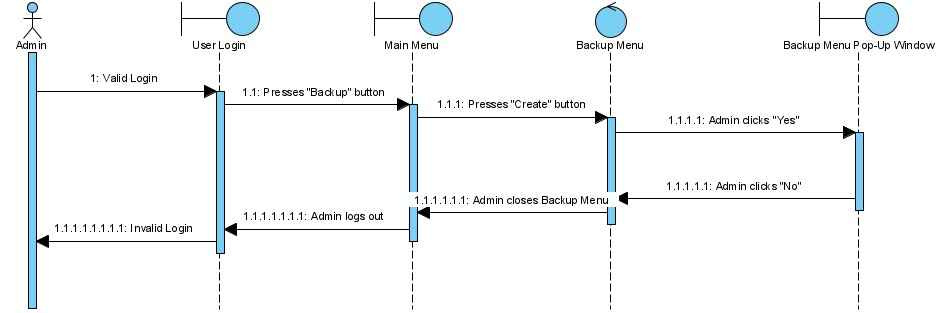 Admin
User Login
Main Menu
Backup Menu
Backup Menu Pop-Up Window
1: Valid Login
1.1: Presses "Backup" button
1.1.1: Presses "Create" button
1.1.1.1: Admin clicks "Yes"
1.1.1.1.1: Admin clicks "No"
1.1.1.1.1.1: Admin closes Backup Menu
1.1.1.1.1.1.1: Admin logs out
1.1.1.1.1.1.1.1: Invalid Login